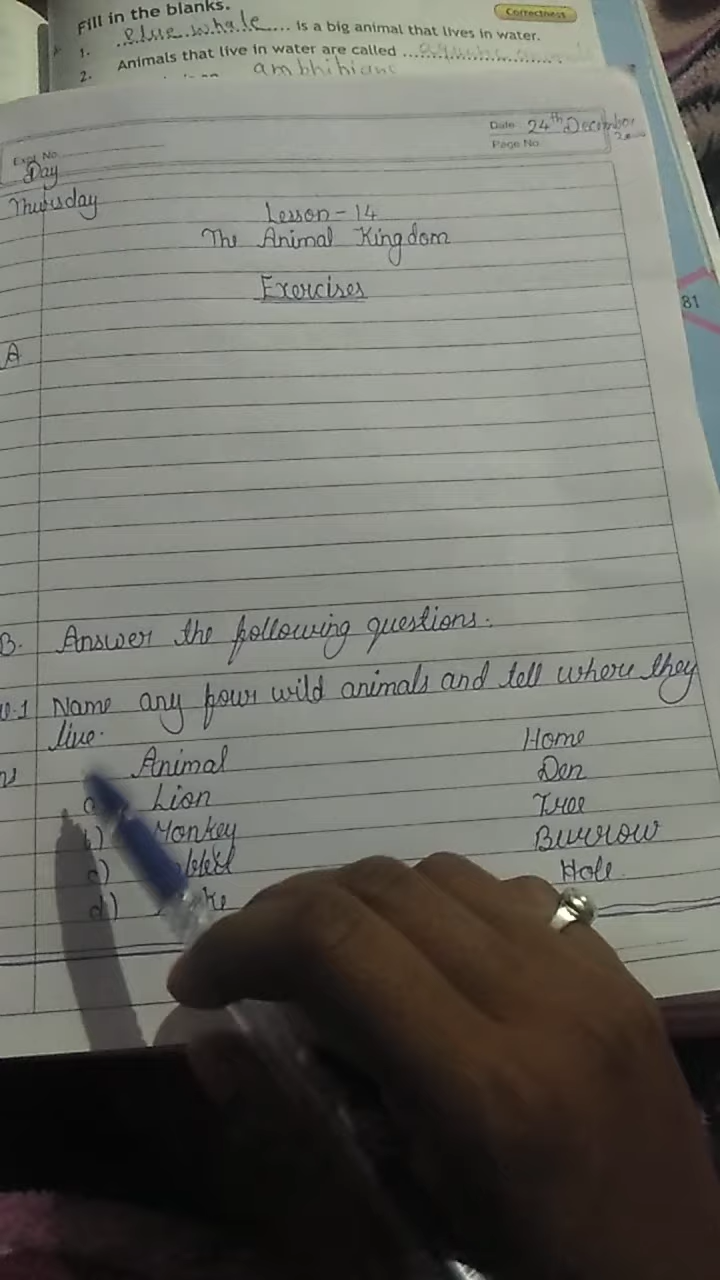 Fill in the blanks.
Correctness
1. Blue whale is a big animal that lives in water.
2. Animals that live in water are called
ambhibians
Expt. No.
Date 24th December
Page No
Day
Thursday
Lesson - 14
The Animal Kingdom
Exercises
81
A
B. Answer the following questions.
Name any four wild animals and tell where they
live.
Animal Home
Lion Den
b) Monkey Tree
c) Burrow
d) Hole